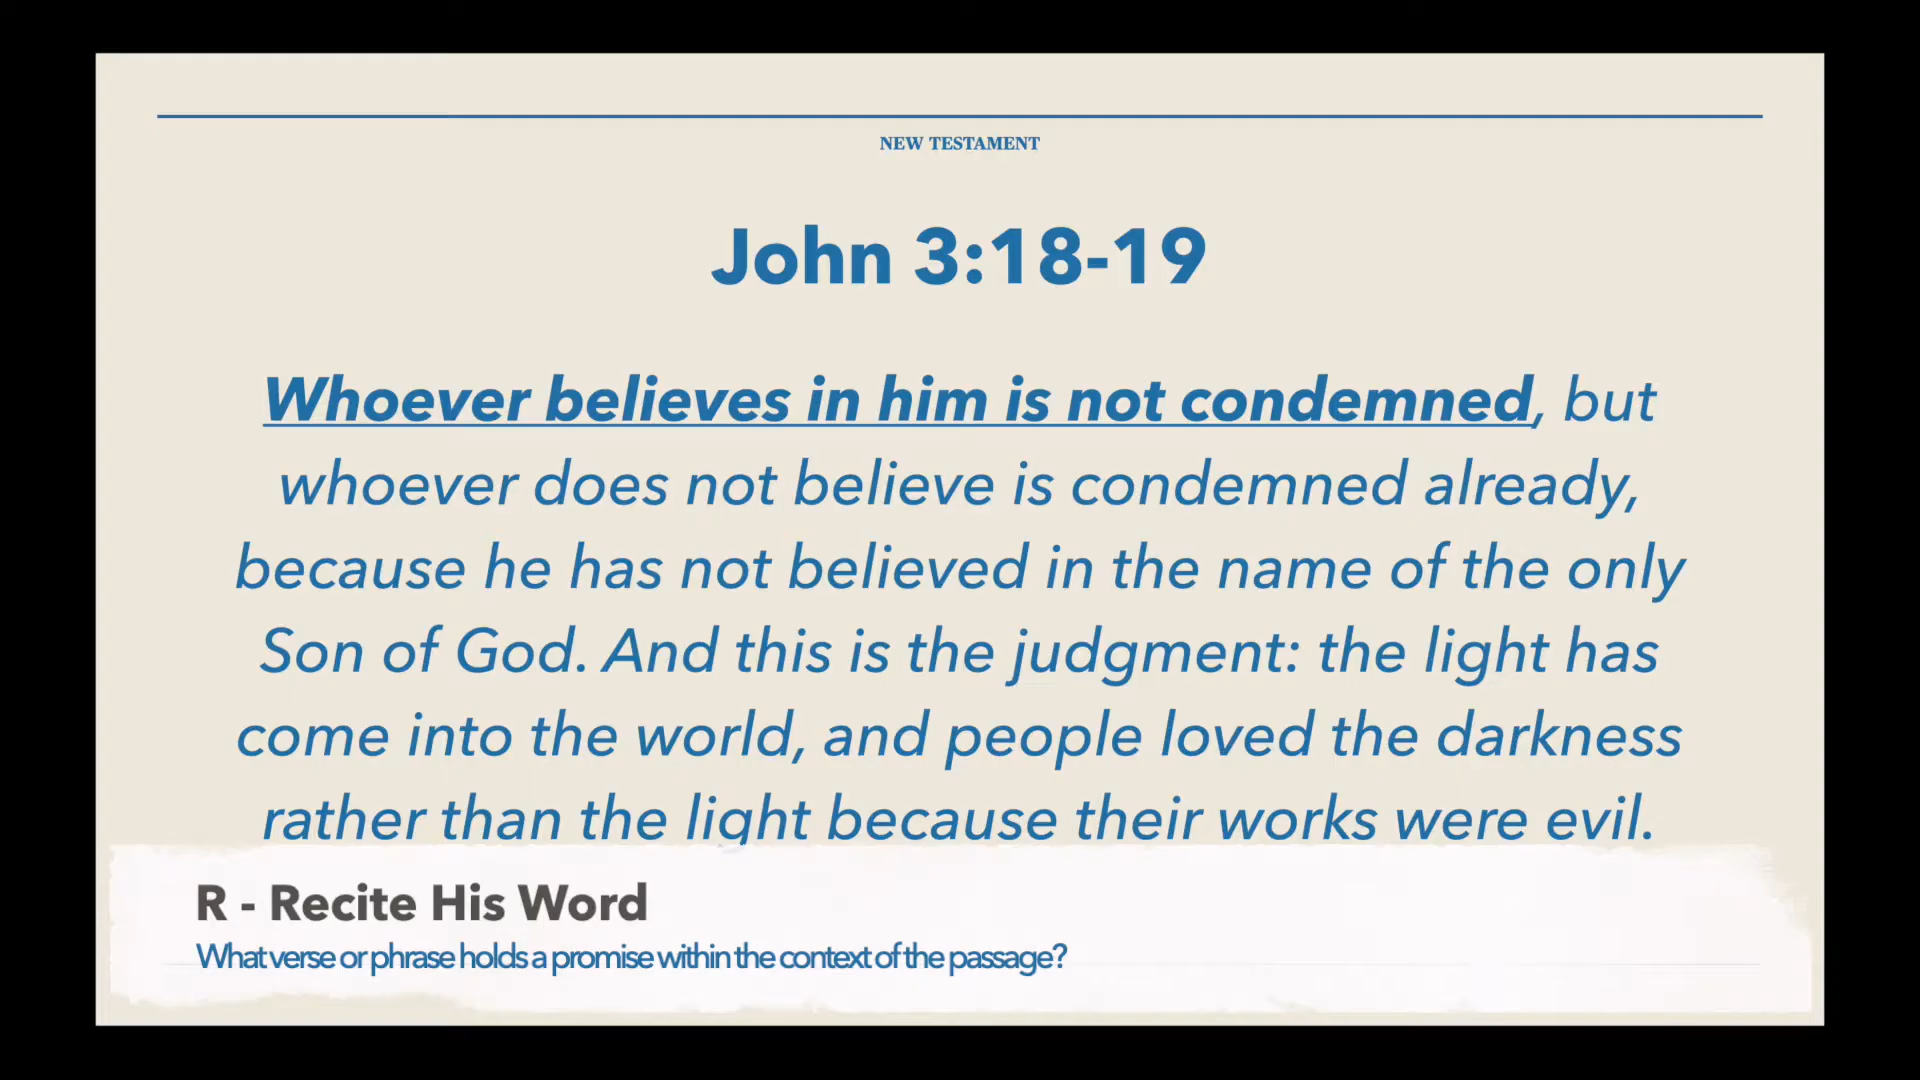 NEW TESTAMENT
John 3:18-19
Whoever believes in him is not condemned, but
whoever does not believe is condemned already,
because he has not believed in the name of the only
Son of God. And this is the judgment: the light has
come into the world, and people loved the darkness
rather than the light because their works were evil.
R - Recite His Word
What verse or phrase holds a promise within the context of the passage?